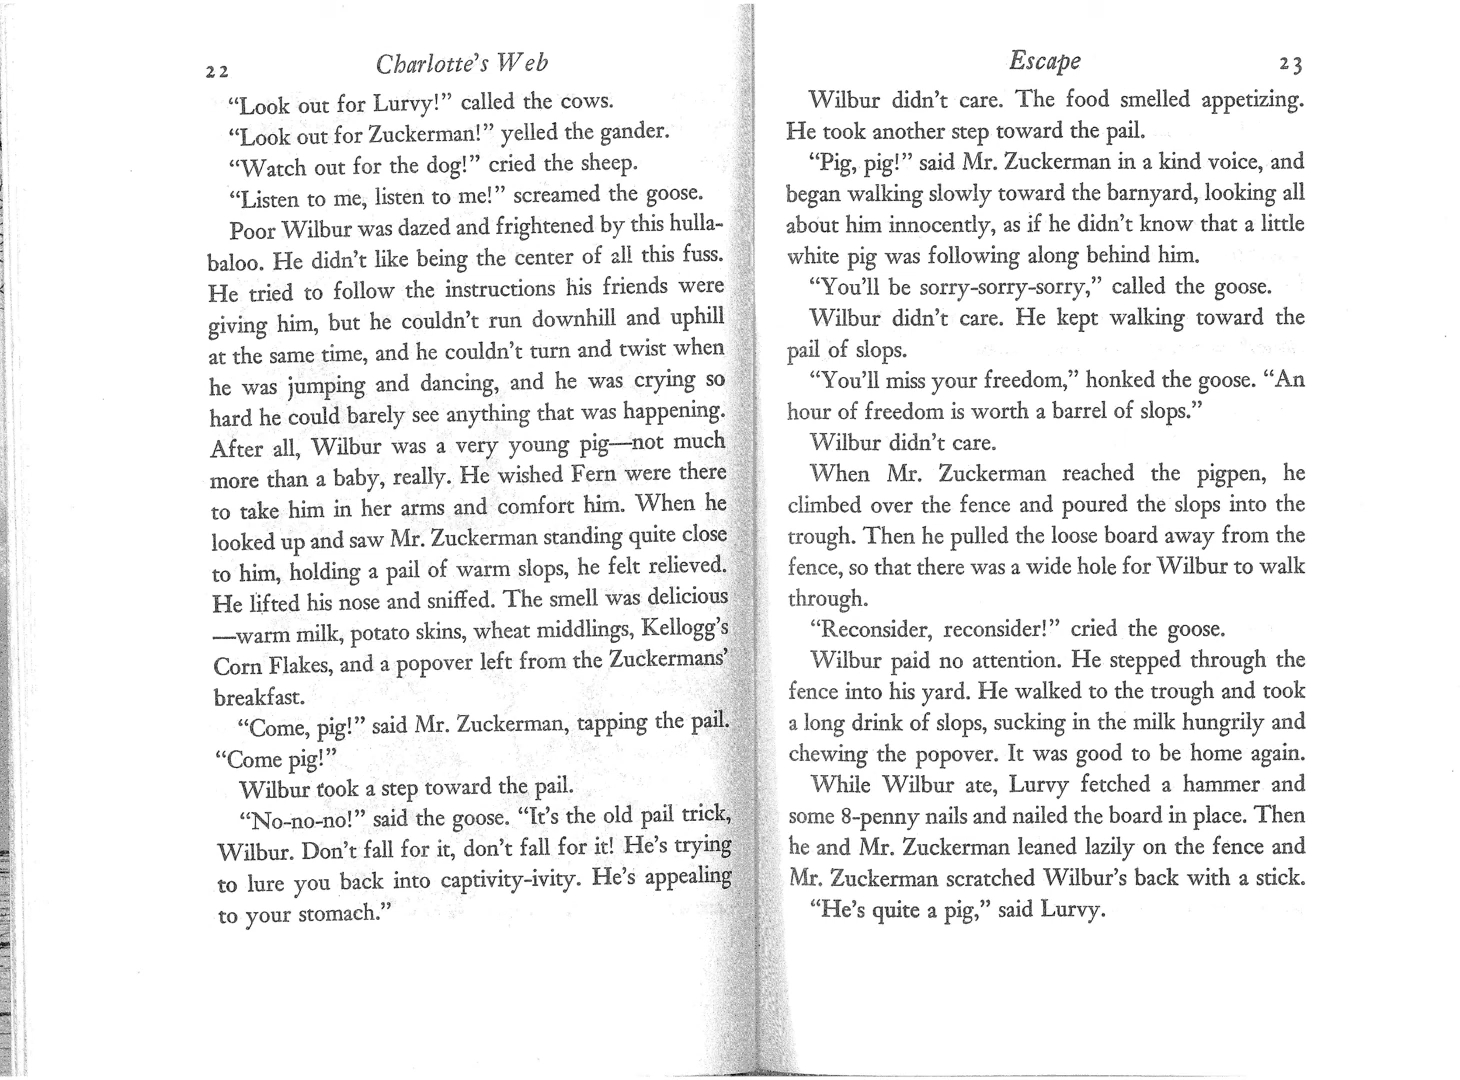 22 Charlotte's Web
“Look out for Lurvy!” called the cows.
“Look out for Zuckerman!” yelled the gander.
“Watch out for the dog!” cried the sheep.
“Listen to me, listen to me!” screamed the goose.
Poor Wilbur was dazed and frightened by this hulla-
baloo. He didn't like being the center of all this fuss.
He tried to follow the instructions his friends were
giving him, but he couldn't run downhill and uphill
at the same time, and he couldn't turn and twist when
he was jumping and dancing, and he was crying so
hard he could barely see anything that was happening.
After all, Wilbur was a very young pig—not much
more than a baby, really. He wished Fern were there
to take him in her arms and comfort him. When he
looked up and saw Mr. Zuckerman standing quite close
to him, holding a pail of warm slops, he felt relieved.
He lifted his nose and sniffed. The smell was delicious
—warm milk, potato skins, wheat middlings, Kellogg's
Corn Flakes, and a popover left from the Zuckermans'
breakfast.
“Come, pig!” said Mr. Zuckerman, tapping the pail.
“Come pig!”
Wilbur took a step toward the pail.
“No-no-no!” said the goose. “It's the old pail trick,
Wilbur. Don't fall for it, don't fall for it! He's trying
to lure you back into captivity-ivity. He's appealing
to your stomach.”
Escape 23
Wilbur didn't care. The food smelled appetizing.
He took another step toward the pail.
“Pig, pig!” said Mr. Zuckerman in a kind voice, and
began walking slowly toward the barnyard, looking all
about him innocently, as if he didn't know that a little
white pig was following along behind him.
“You'll be sorry-sorry-sorry,” called the goose.
Wilbur didn't care. He kept walking toward the
pail of slops.
“You'll miss your freedom,” honked the goose. “An
hour of freedom is worth a barrel of slops.”
Wilbur didn't care.
When Mr. Zuckerman reached the pigpen, he
climbed over the fence and poured the slops into the
trough. Then he pulled the loose board away from the
fence, so that there was a wide hole for Wilbur to walk
through.
“Reconsider, reconsider!” cried the goose.
Wilbur paid no attention. He stepped through the
fence into his yard. He walked to the trough and took
a long drink of slops, sucking in the milk hungrily and
chewing the popover. It was good to be home again.
While Wilbur ate, Lurvy fetched a hammer and
some 8-penny nails and nailed the board in place. Then
he and Mr. Zuckerman leaned lazily on the fence and
Mr. Zuckerman scratched Wilbur's back with a stick.
“He's quite a pig,” said Lurvy.